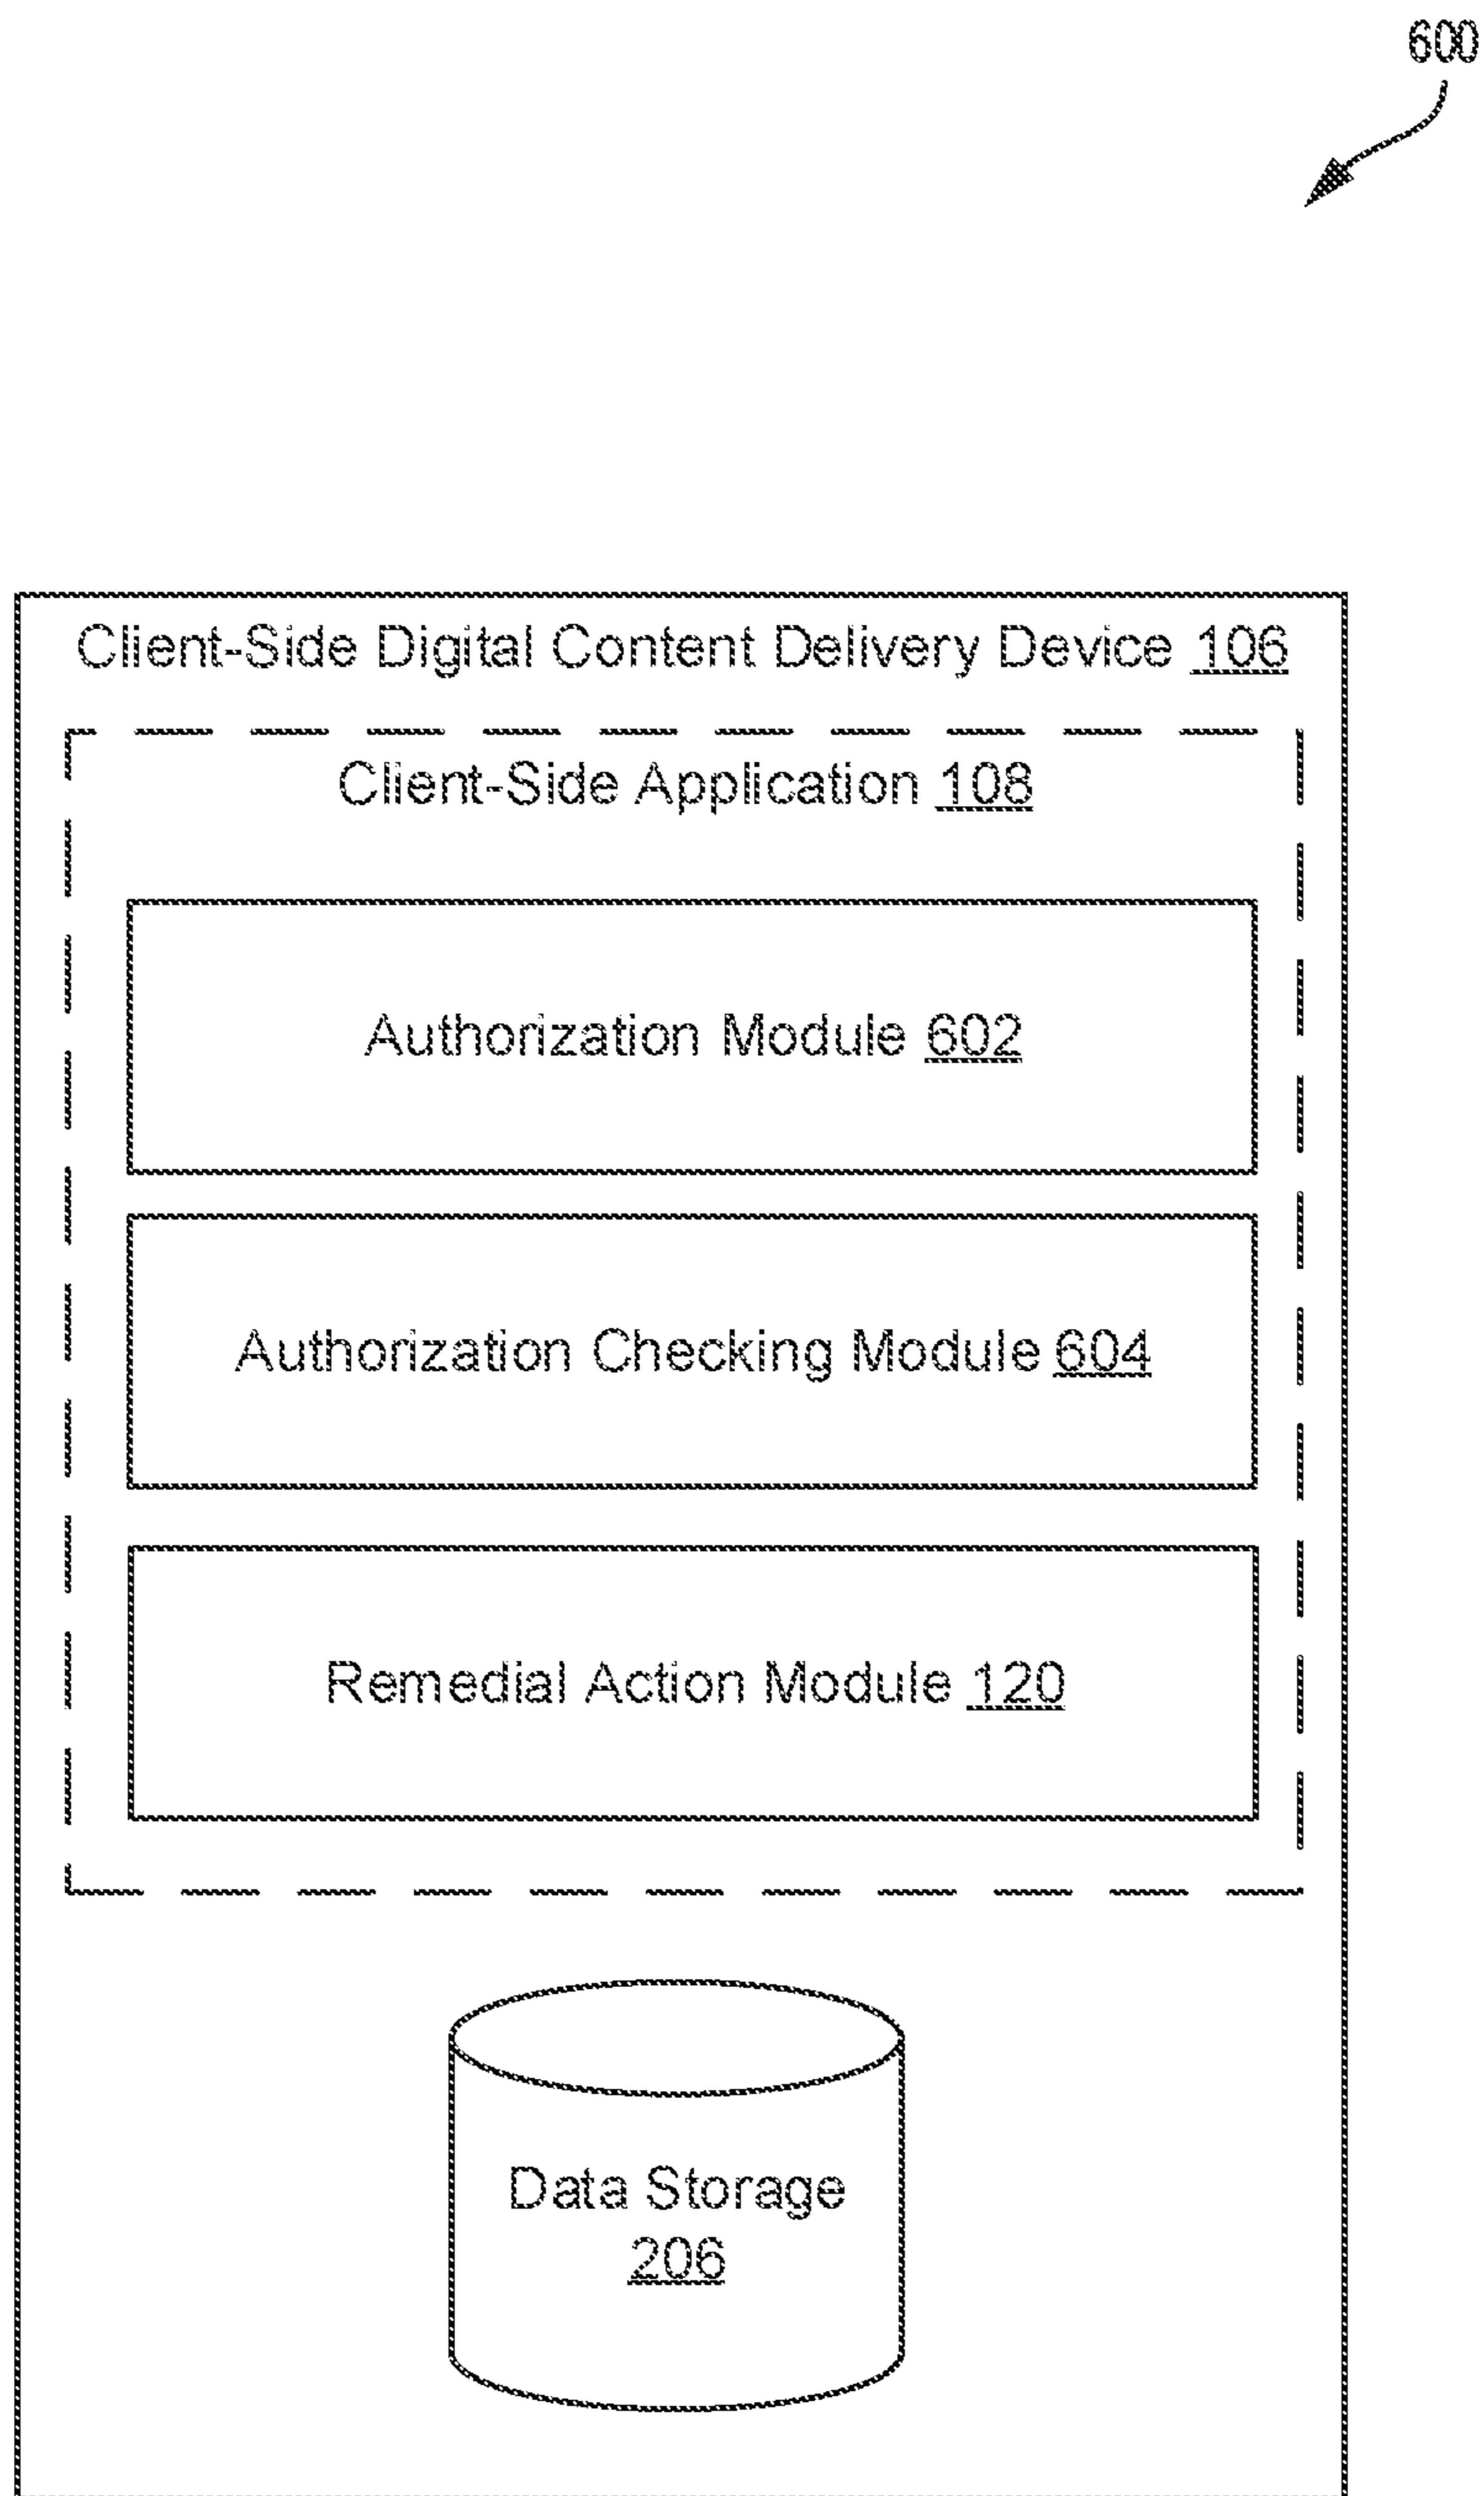 600
Client-Side Digital Content Delivery Device 106
Client-Side Application 108
Authorization Module 602
Authorization Checking Module 604
Remedial Action Module 120
Data Storage
206